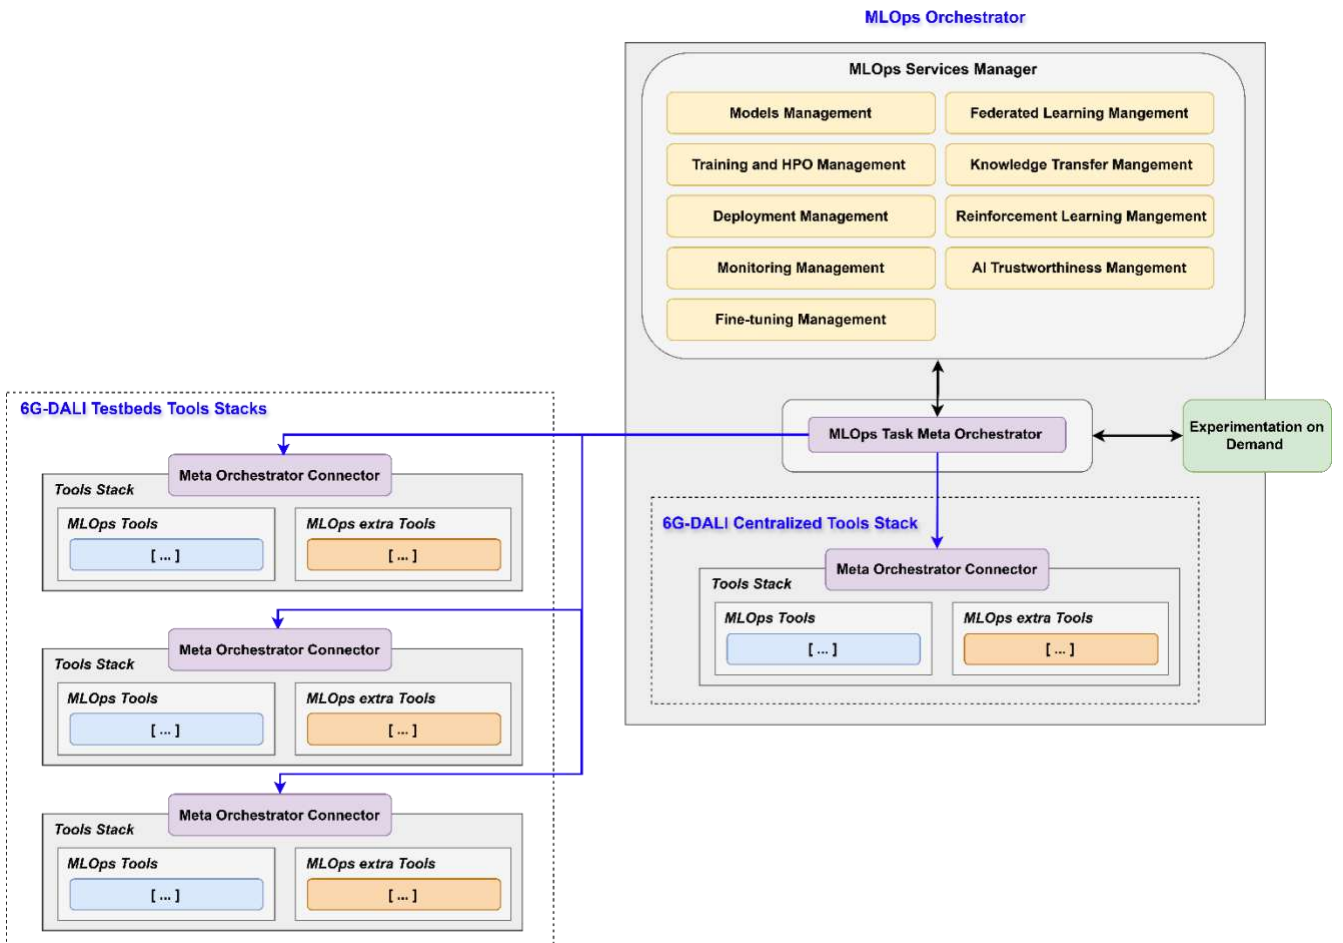 MLOps Orchestrator
MLOps Services Manager
Models Management
Federated Learning Mangement
Training and HPO Management
Knowledge Transfer Mangement
Deployment Management
Reinforcement Learning Mangement
Monitoring Management
AI Trustworthiness Mangement
Fine-tuning Management
MLOps Task Meta Orchestrator
Experimentation on
Demand
6G-DALI Centralized Tools Stack
Meta Orchestrator Connector
Tools Stack
MLOps Tools
[ ... ]
MLOps extra Tools
[ ... ]
6G-DALI Testbeds Tools Stacks
Meta Orchestrator Connector
Tools Stack
MLOps Tools
[ ... ]
MLOps extra Tools
[ ... ]
Meta Orchestrator Connector
Tools Stack
MLOps Tools
[ ... ]
MLOps extra Tools
[ ... ]
Meta Orchestrator Connector
Tools Stack
MLOps Tools
[ ... ]
MLOps extra Tools
[ ... ]